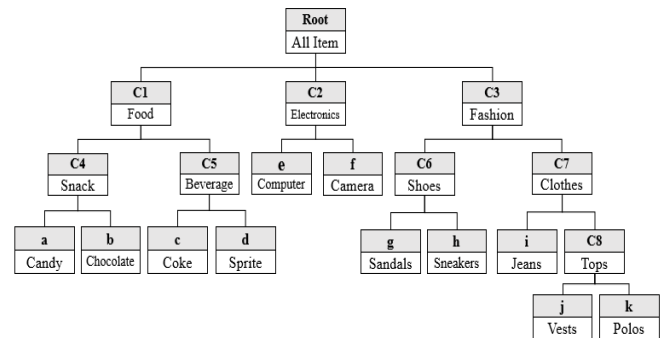 Root
All Item
C1
Food
C2
Electronics
C3
Fashion
C4
Snack
C5
Beverage
e
Computer
f
Camera
C6
Shoes
C7
Clothes
a
Candy
b
Chocolate
c
Coke
d
Sprite
g
Sandals
h
Sneakers
i
Jeans
C8
Tops
j
Vests
k
Polos